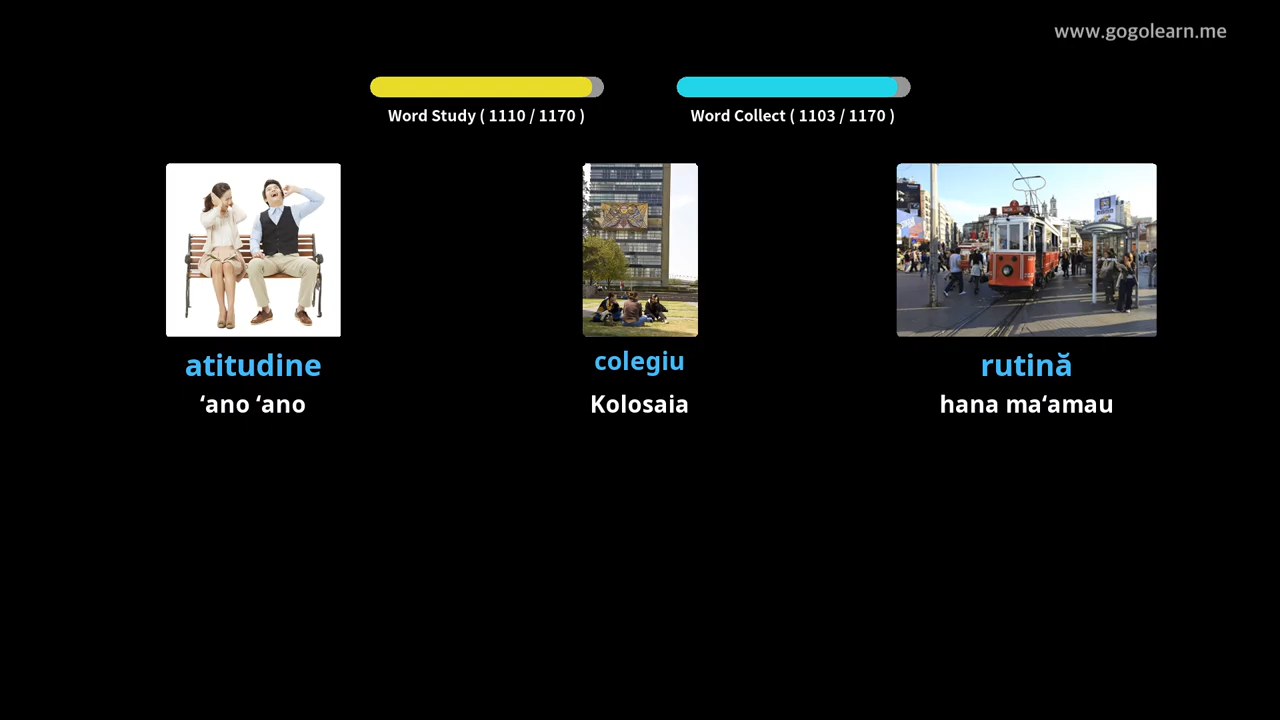 www.gogolearn.me
Word Study ( 1110 / 1170 )
Word Collect ( 1103 / 1170 )
atitudine
colegiu
rutină
ʻano ʻano
Kolosaia
hana maʻamau